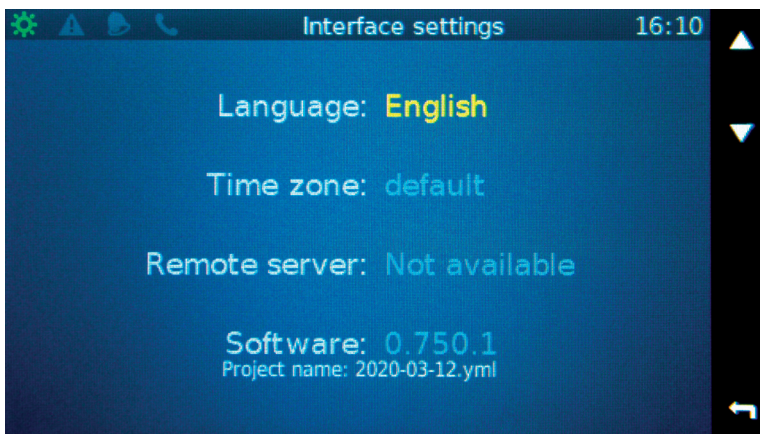 Interface settings 16:10
Language: English
Time zone: default
Remote server: Not available
Software: 0.750.1
Project name: 2020-03-12.yml